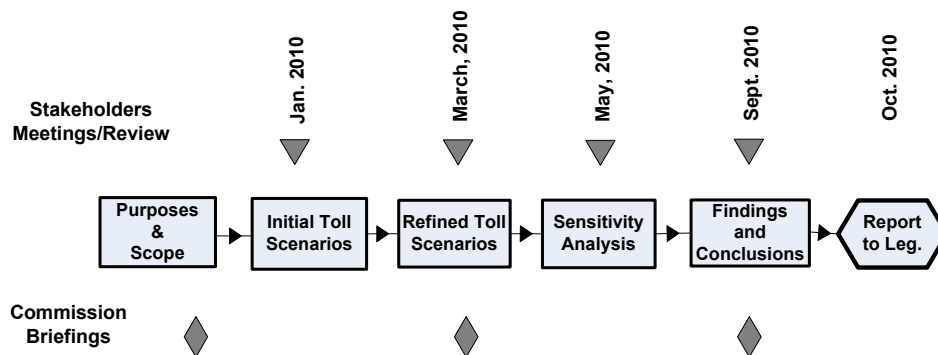 Jan. 2010
March, 2010
May, 2010
Sept. 2010
Oct. 2010
Stakeholders
Meetings/Review
Purposes
&
Scope
Initial Toll
Scenarios
Refined Toll
Scenarios
Sensitivity
Analysis
Findings
and
Conclusions
Report
to Leg.
Commission
Briefings